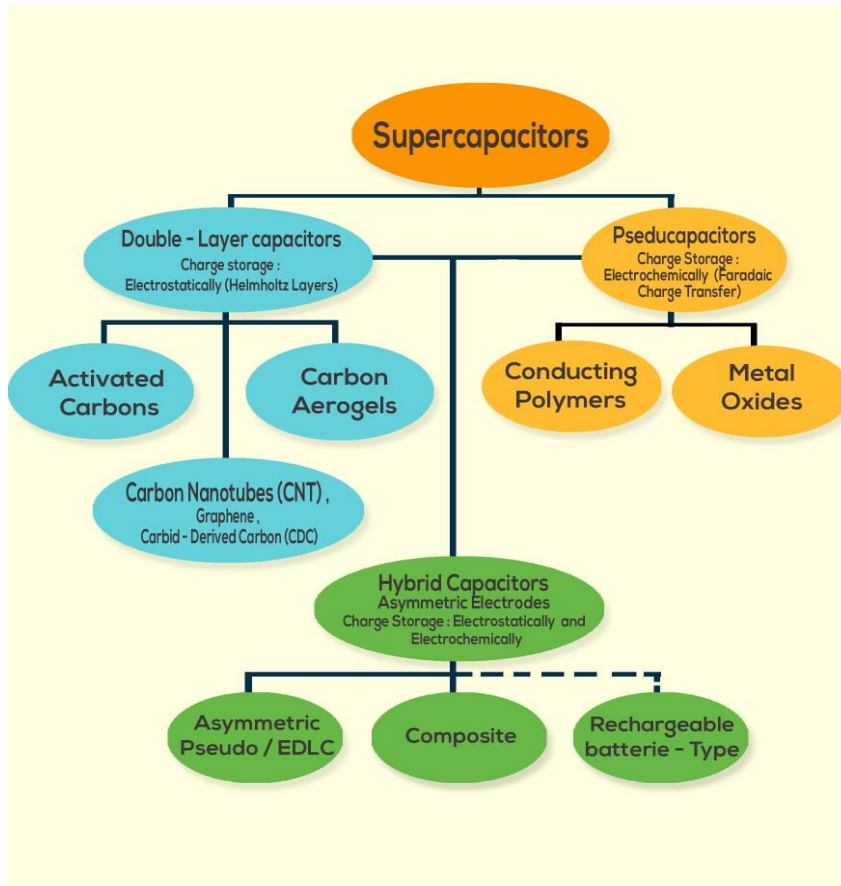 Supercapacitors
Double - Layer capacitors
Charge storage :
Electrostatically (Helmholtz Layers)
Pseducapacitors
Charge Storage :
Electrochemically (Faradaic
Charge Transfer)
Activated
Carbons
Carbon
Aerogels
Conducting
Polymers
Metal
Oxides
Carbon Nanotubes (CNT) ,
Graphene ,
Carbid - Derived Carbon (CDC)
Hybrid Capacitors
Asymmetric Electrodes
Charge Storage : Electrostatically and
Electrochemically
Asymmetric
Pseudo / EDLC
Composite
Rechargeable
batterie - Type